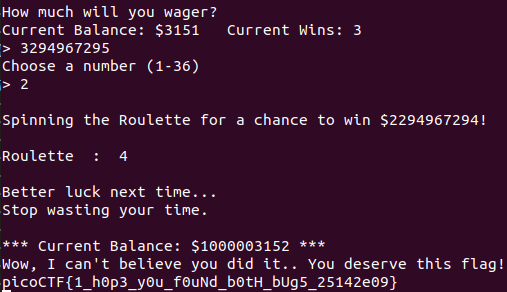 How much will you wager?
Current Balance: $3151   Current Wins: 3
> 3294967295
Choose a number (1-36)
> 2
Spinning the Roulette for a chance to win $2294967294!
Roulette  :  4
Better luck next time...
Stop wasting your time.
*** Current Balance: $1000003152 ***
Wow, I can't believe you did it.. You deserve this flag!
picoCTF{1_h0p3_y0u_f0uNd_b0tH_bUg5_25142e09}